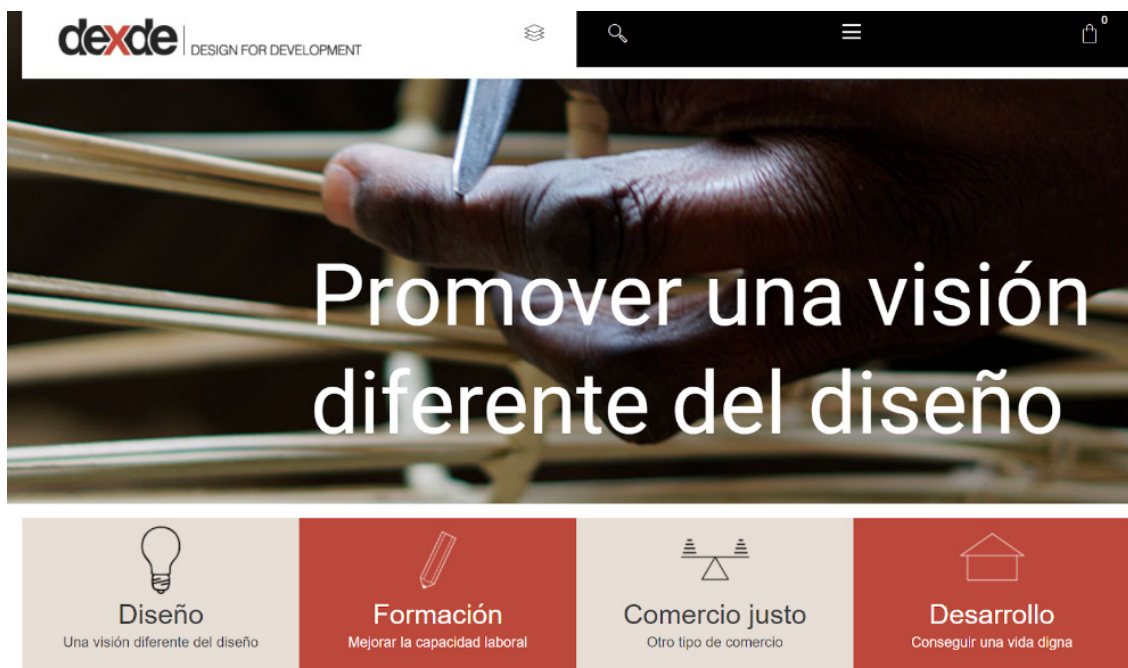 dexde DESIGN FOR DEVELOPMENT
0
Promover una visión
diferente del diseño
Diseño
Una visión diferente del diseño
Formación
Mejorar la capacidad laboral
Comercio justo
Otro tipo de comercio
Desarrollo
Conseguir una vida digna